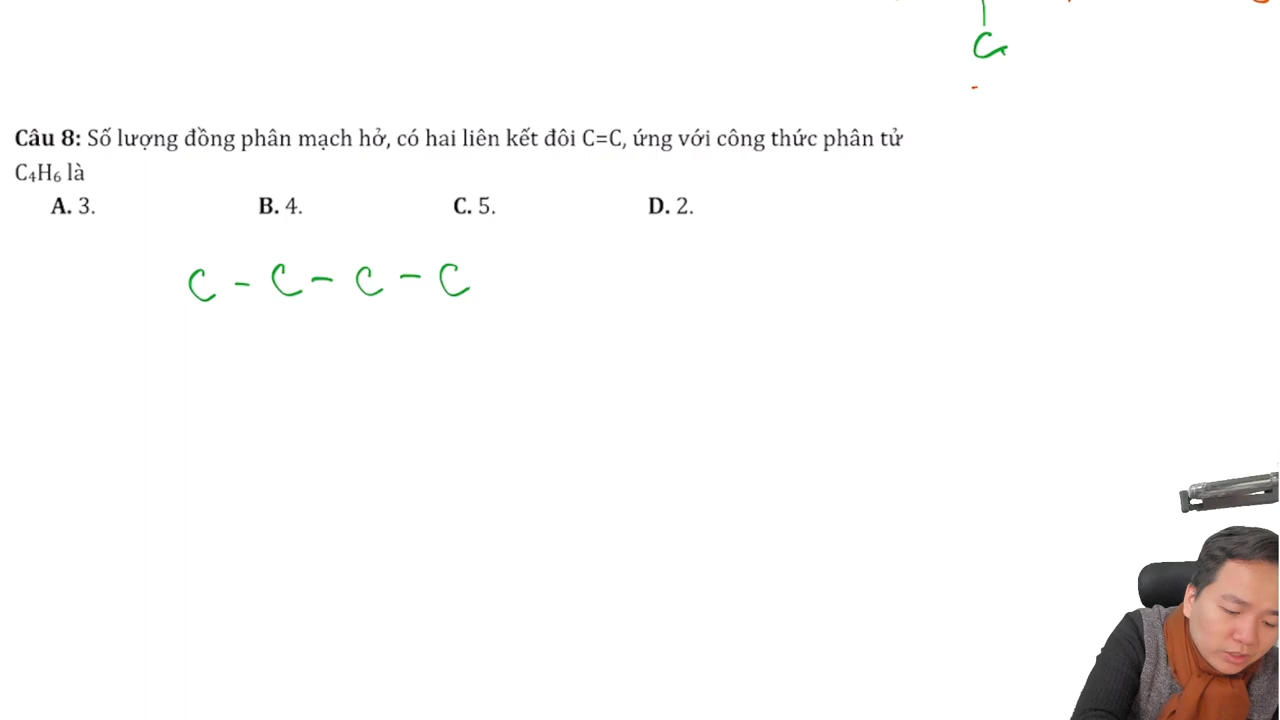 C
Câu 8: Số lượng đồng phân mạch hở, có hai liên kết đôi C=C, ứng với công thức phân tử
C₄H₆ là
A. 3. B. 4. C. 5. D. 2.
C - C - C - C